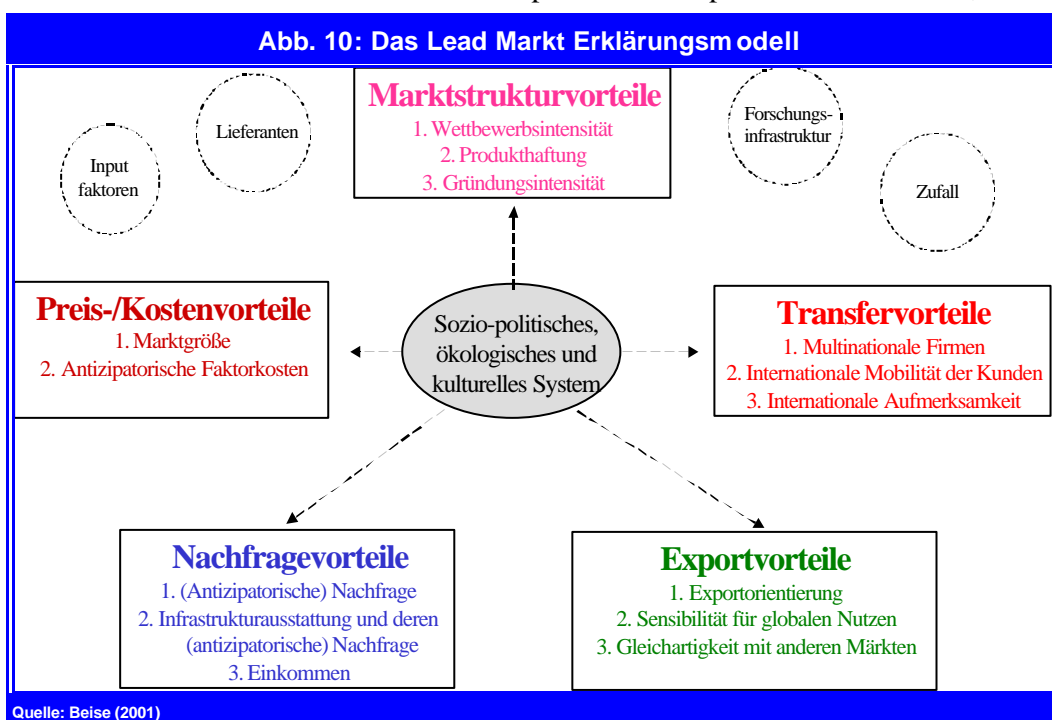 Abb. 10: Das Lead Markt Erklärungsmodell
Marktstrukturvorteile
1. Wettbewerbsintensität
2. Produkthaftung
3. Gründungsintensität
Lieferanten
Input
faktoren
Forschungs-
infrastruktur
Zufall
Preis-/Kostenvorteile
1. Marktgröße
2. Antizipatorische Faktorkosten
Sozio-politisches,
ökologisches und
kulturelles System
Transfervorteile
1. Multinationale Firmen
2. Internationale Mobilität der Kunden
3. Internationale Aufmerksamkeit
Nachfragevorteile
1. (Antizipatorische) Nachfrage
2. Infrastrukturausstattung und deren
(antizipatorische) Nachfrage
3. Einkommen
Exportvorteile
1. Exportorientierung
2. Sensibilität für globalen Nutzen
3. Gleichartigkeit mit anderen Märkten
Quelle: Beise (2001)